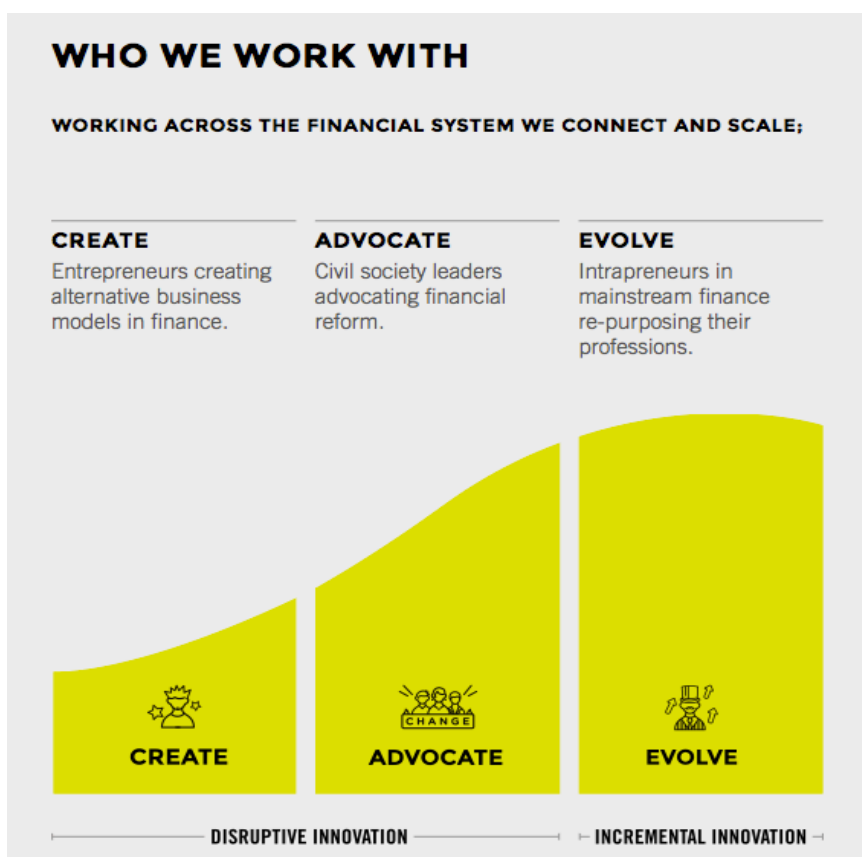 WHO WE WORK WITH
WORKING ACROSS THE FINANCIAL SYSTEM WE CONNECT AND SCALE;
CREATE
Entrepreneurs creating
alternative business
models in finance.
ADVOCATE
Civil society leaders
advocating financial
reform.
EVOLVE
Intrapreneurs in
mainstream finance
re-purposing their
professions.
CHANGE
CREATE
ADVOCATE
EVOLVE
DISRUPTIVE INNOVATION
INCREMENTAL INNOVATION